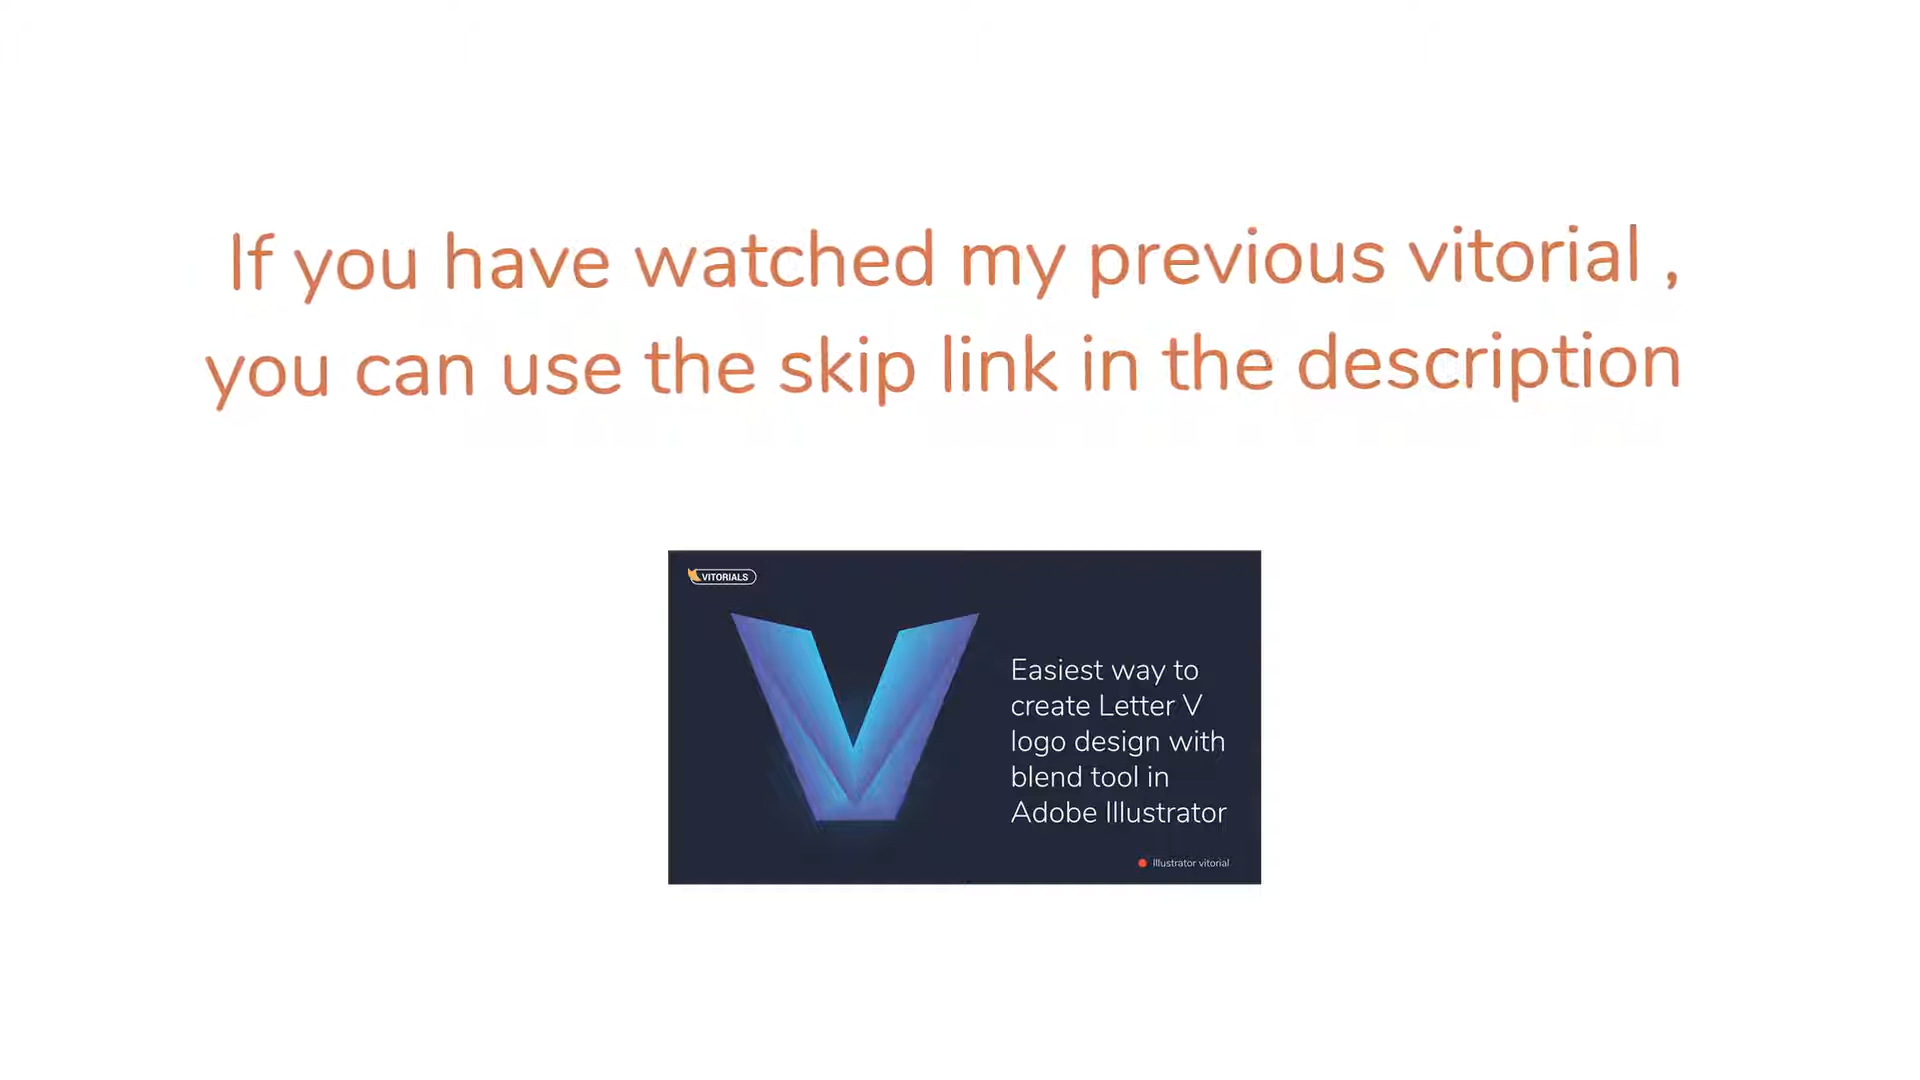 If you have watched my previous vitorial ,
you can use the skip link in the description
VITORIALS
Easiest way to
create Letter V
logo design with
blend tool in
Adobe Illustrator
Illustrator vitorial